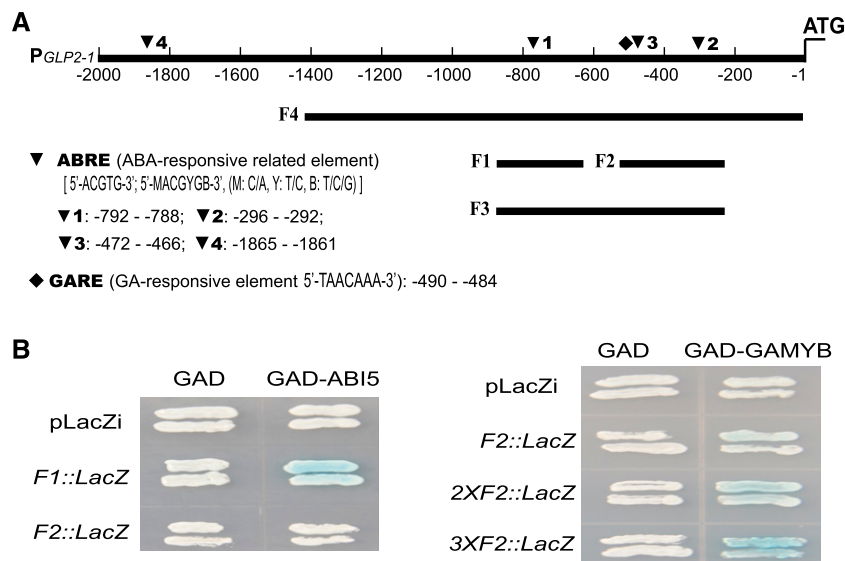 A
ATG
P GLP2-1
4
1
3
2
-2000 -1800 -1600 -1400 -1200 -1000 -800 -600 -400 -200 -1
F4
▼ ABRE (ABA-responsive related element)
[ 5'-ACGTG-3'; 5'-MACGYGB-3', (M: C/A, Y: T/C, B: T/C/G) ]
▼1: -792 - -788; ▼2: -296 - -292;
▼3: -472 - -466; ▼4: -1865 - -1861
F1
F2
F3
◆ GARE (GA-responsive element 5'-TAACAAA-3'): -490 - -484
B
GAD GAD-ABI5
pLacZi
F1::LacZ
F2::LacZ
GAD GAD-GAMYB
pLacZi
F2::LacZ
2XF2::LacZ
3XF2::LacZ